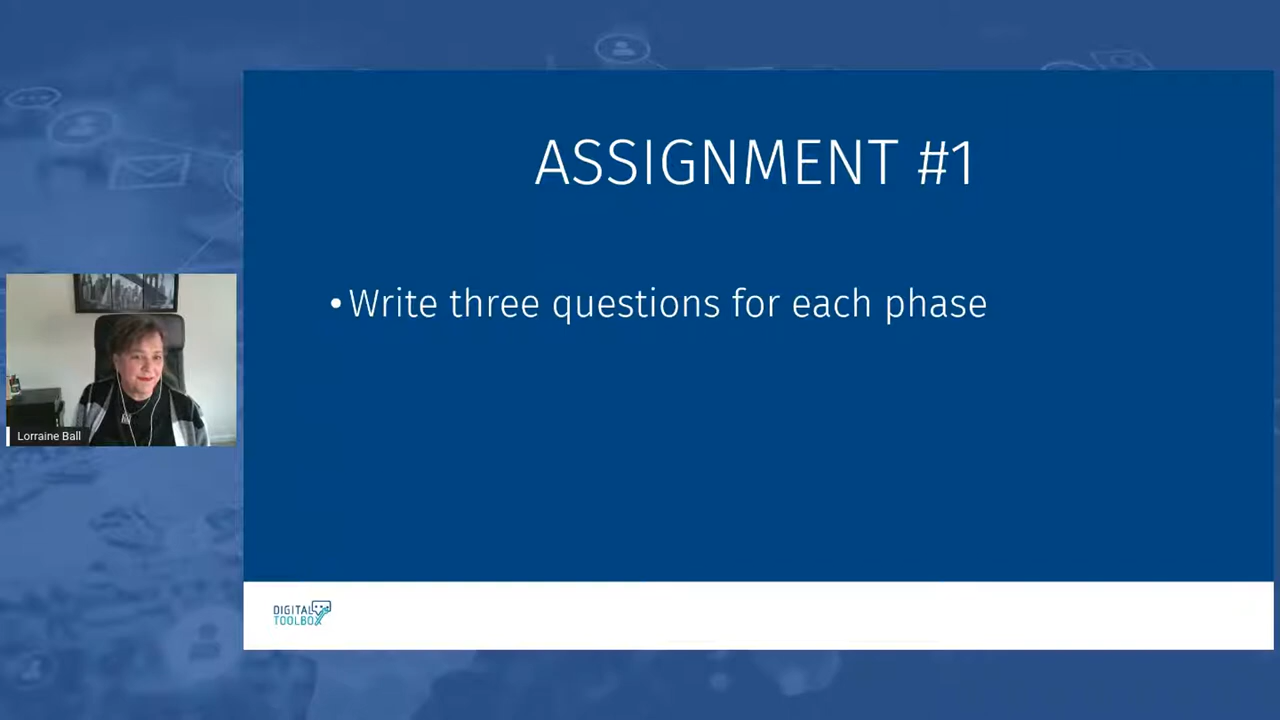 ASSIGNMENT #1
• Write three questions for each phase
Lorraine Ball
DIGITAL
TOOLBOX